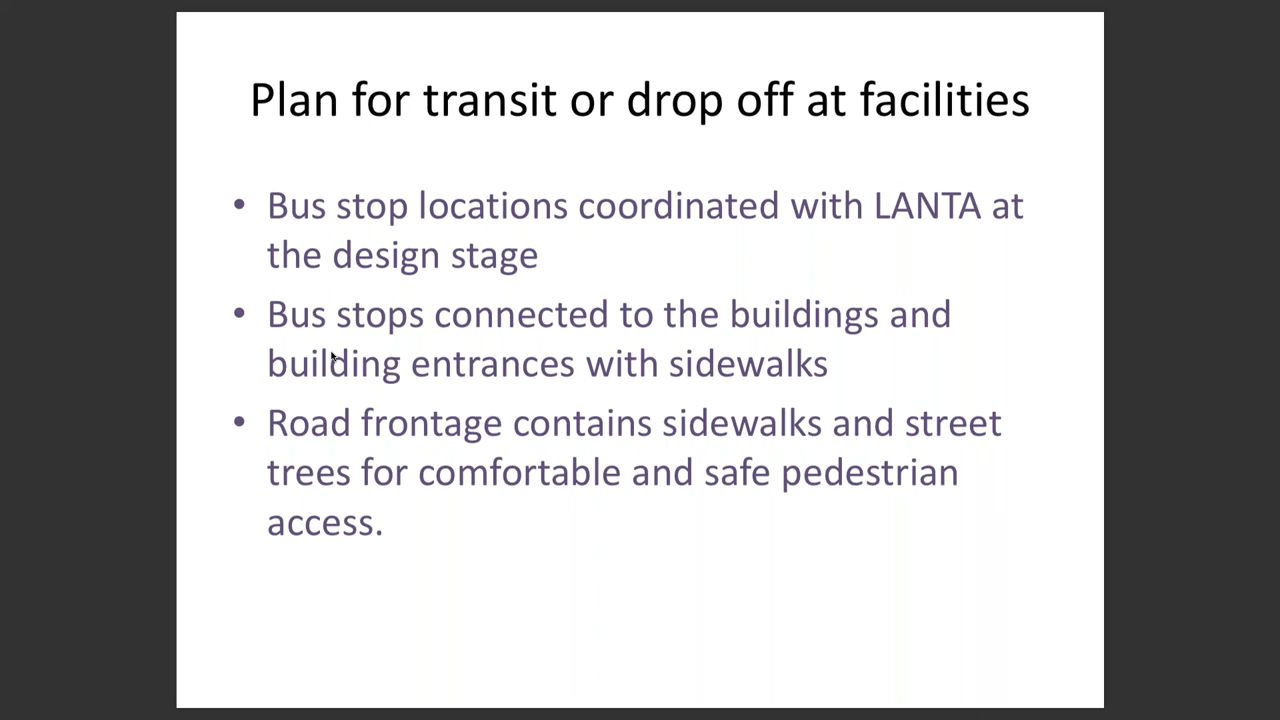 Plan for transit or drop off at facilities
• Bus stop locations coordinated with LANTA at
the design stage
• Bus stops connected to the buildings and
building entrances with sidewalks
• Road frontage contains sidewalks and street
trees for comfortable and safe pedestrian
access.